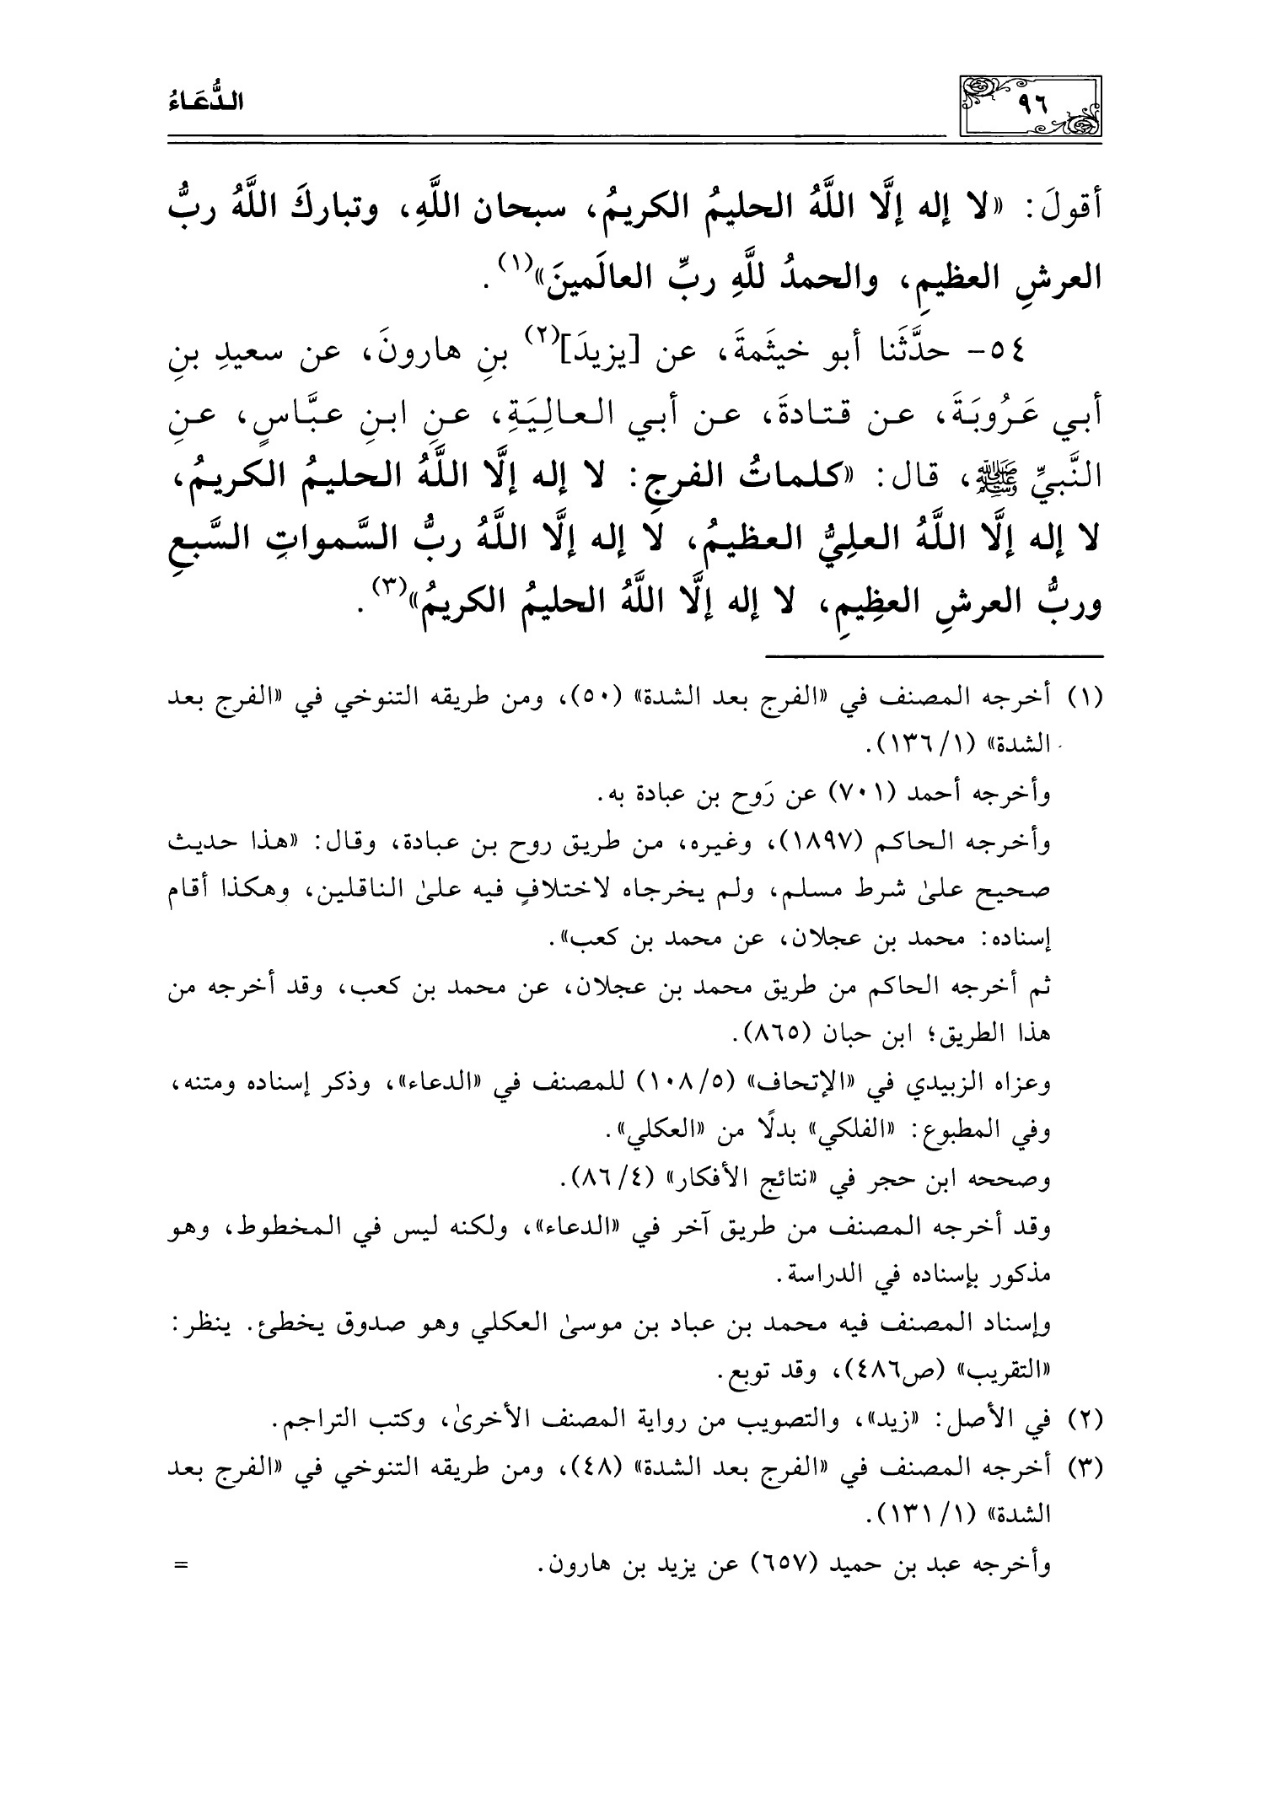 ٩٦
الدُّعَاءُ
أقولَ: «لا إله إلَّا اللَّهُ الحليمُ الكريمُ، سبحان اللَّهِ، وتباركَ اللَّهُ ربُّ
العرشِ العظيمِ، والحمدُ للَّهِ ربِّ العالَمينَ»(١).
٥٤- حدَّثَنا أبو خيثَمةَ، عن [يزيدَ](٢) بنِ هارونَ، عن سعيدِ بنِ
أبي عَرُوبَةَ، عن قتادةَ، عن أبي العالِيَةِ، عنِ ابنِ عبَّاسٍ، عنِ
النَّبيِّ ﷺ، قال: «كلماتُ الفرجِ: لا إله إلَّا اللَّهُ الحليمُ الكريمُ،
لا إله إلَّا اللَّهُ العلِيُّ العظيمُ، لا إله إلَّا اللَّهُ ربُّ السَّمواتِ السَّبعِ
وربُّ العرشِ العظِيمِ، لا إله إلَّا اللَّهُ الحليمُ الكريمُ»(٣).
(١) أخرجه المصنف في «الفرج بعد الشدة» (٥٠)، ومن طريقه التنوخي في «الفرج بعد
الشدة» (١/ ١٣٦).
وأخرجه أحمد (٧٠١) عن رَوح بن عبادة به.
وأخرجه الحاكم (١٨٩٧)، وغيره، من طريق روح بن عبادة، وقال: «هذا حديث
صحيح علىٰ شرط مسلم، ولم يخرجاه لاختلافٍ فيه علىٰ الناقلين، وهكذا أقام
إسناده: محمد بن عجلان، عن محمد بن كعب».
ثم أخرجه الحاكم من طريق محمد بن عجلان، عن محمد بن كعب، وقد أخرجه من
هذا الطريق؛ ابن حبان (٨٦٥).
وعزاه الزبيدي في «الإتحاف» (٥/ ١٠٨) للمصنف في «الدعاء»، وذكر إسناده ومتنه،
وفي المطبوع: «الفلكي» بدلًا من «العكلي».
وصححه ابن حجر في «نتائج الأفكار» (٤/ ٨٦).
وقد أخرجه المصنف من طريق آخر في «الدعاء»، ولكنه ليس في المخطوط، وهو
مذكور بإسناده في الدراسة.
وإسناد المصنف فيه محمد بن عباد بن موسىٰ العكلي وهو صدوق يخطئ. ينظر:
«التقريب» (ص٤٨٦)، وقد توبع.
(٢) في الأصل: «زيد»، والتصويب من رواية المصنف الأخرىٰ، وكتب التراجم.
(٣) أخرجه المصنف في «الفرج بعد الشدة» (٤٨)، ومن طريقه التنوخي في «الفرج بعد
الشدة» (١/ ١٣١).
وأخرجه عبد بن حميد (٦٥٧) عن يزيد بن هارون. =